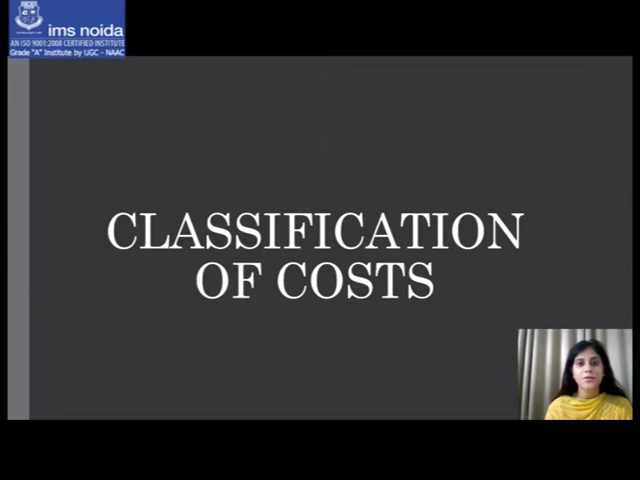 ims noida
AN ISO 9001:2008 CERTIFIED INSTITUTE
Grade "A" Institute by UGC - NAAC
CLASSIFICATION
OF COSTS